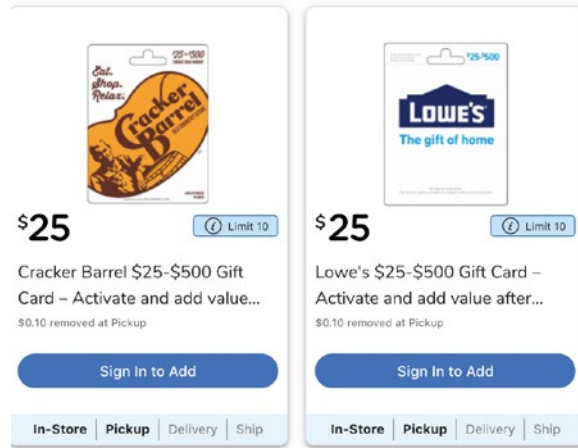 Eat.
Shop.
Relax.
$25-$500
Cracker
Barrel
$25
Limit 10
Cracker Barrel $25-$500 Gift
Card – Activate and add value...
$0.10 removed at Pickup
Sign In to Add
In-Store | Pickup | Delivery | Ship
$25-$500
LOWE'S
The gift of home
$25
Limit 10
Lowe's $25-$500 Gift Card –
Activate and add value after...
$0.10 removed at Pickup
Sign In to Add
In-Store | Pickup | Delivery | Ship